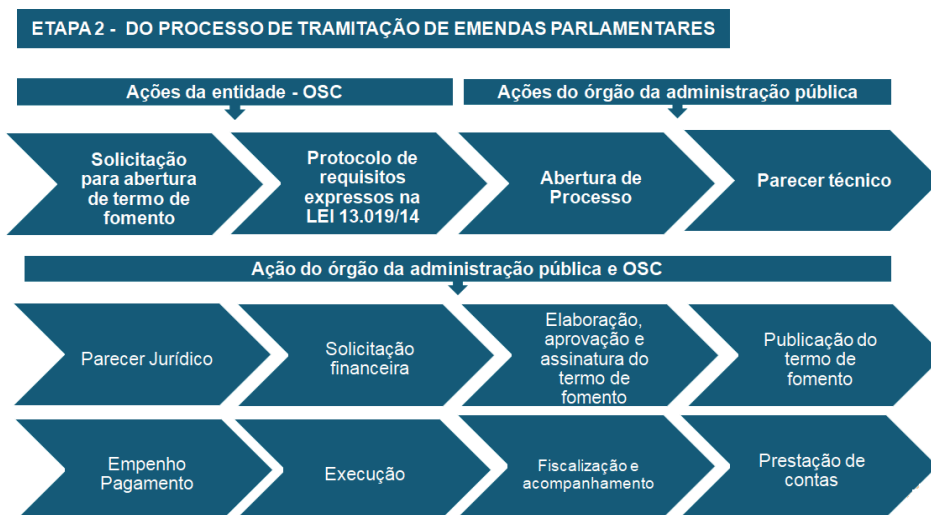 ETAPA 2 - DO PROCESSO DE TRAMITAÇÃO DE EMENDAS PARLAMENTARES
Ações da entidade - OSC
Ações do órgão da administração pública
Solicitação
para abertura
de termo de
fomento
Protocolo de
requisitos
expressos na
LEI 13.019/14
Abertura de
Processo
Parecer técnico
Ação do órgão da administração pública e OSC
Parecer Jurídico
Solicitação
financeira
Elaboração,
aprovação e
assinatura do
termo de
fomento
Publicação do
termo de
fomento
Empenho
Pagamento
Execução
Fiscalização e
acompanhamento
Prestação de
contas